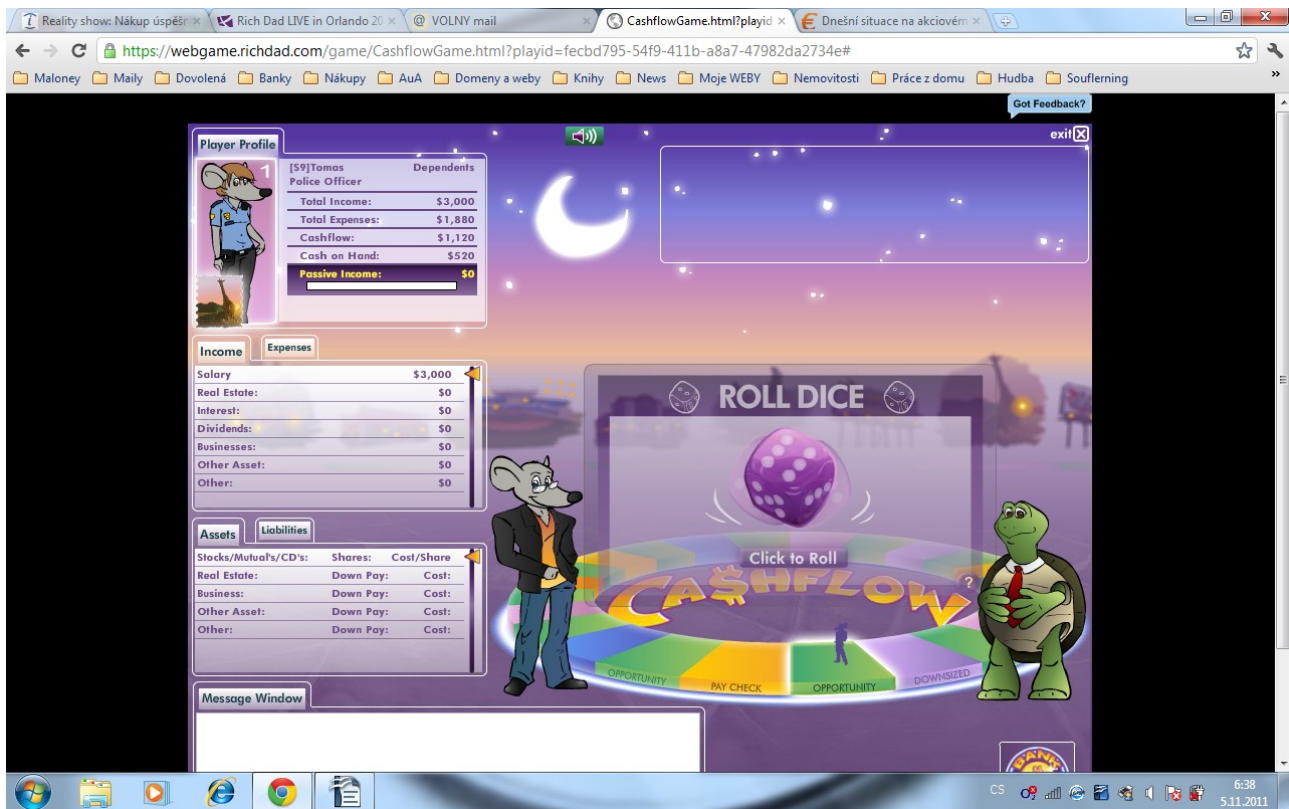 Reality show: Nákup úspěšr
Rich Dad LIVE in Orlando 20
VOLNY mail
CashflowGame.html?playid
Dnešní situace na akciovém
https://webgame.richdad.com/game/CashflowGame.html?playid=fecbd795-54f9-411b-a8a7-47982da2734e#
Maloney Maily Dovolená Banky Nákupy AuA Domeny a weby Knihy News Moje WEBY Nemovitosti Práce z domu Hudba Souflerning »
Got Feedback?
exit X
Player Profile
1
[S9]Tomas Dependents
Police Officer
Total Income: $3,000
Total Expenses: $1,880
Cashflow: $1,120
Cash on Hand: $520
Passive Income: $0
Income Expenses
Salary $3,000
Real Estate: $0
Interest: $0
Dividends: $0
Businesses: $0
Other Asset: $0
Other: $0
Assets Liabilities
Stocks/Mutual's/CD's: Shares: Cost/Share
Real Estate: Down Pay: Cost:
Business: Down Pay: Cost:
Other Asset: Down Pay: Cost:
Other: Down Pay: Cost:
ROLL DICE
Click to Roll
CA$HFLOW
?
OPPORTUNITY
PAY CHECK
OPPORTUNITY
DOWNSIZED
Message Window
BANK
CS
6:38
5.11.2011